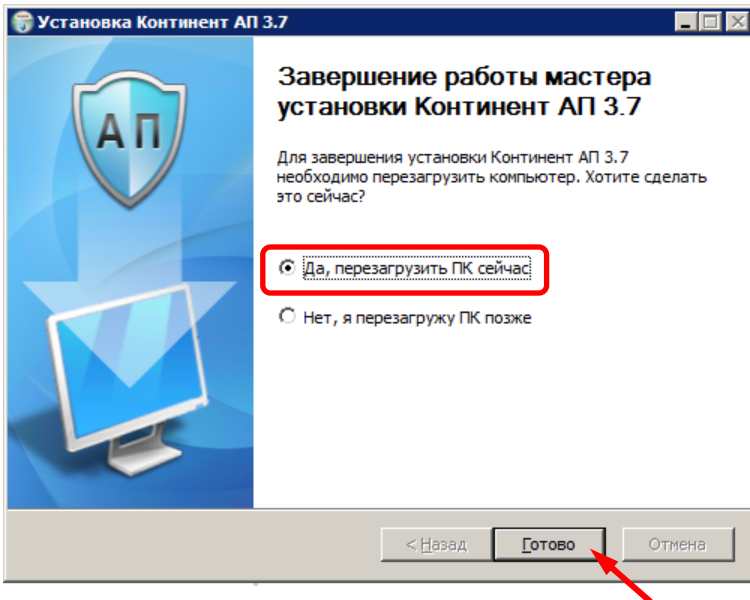 Установка Континент АП 3.7
АП
Завершение работы мастера
установки Континент АП 3.7
Для завершения установки Континент АП 3.7
необходимо перезагрузить компьютер. Хотите сделать
это сейчас?
Да, перезагрузить ПК сейчас
Нет, я перезагружу ПК позже
< Назад
Готово
Отмена